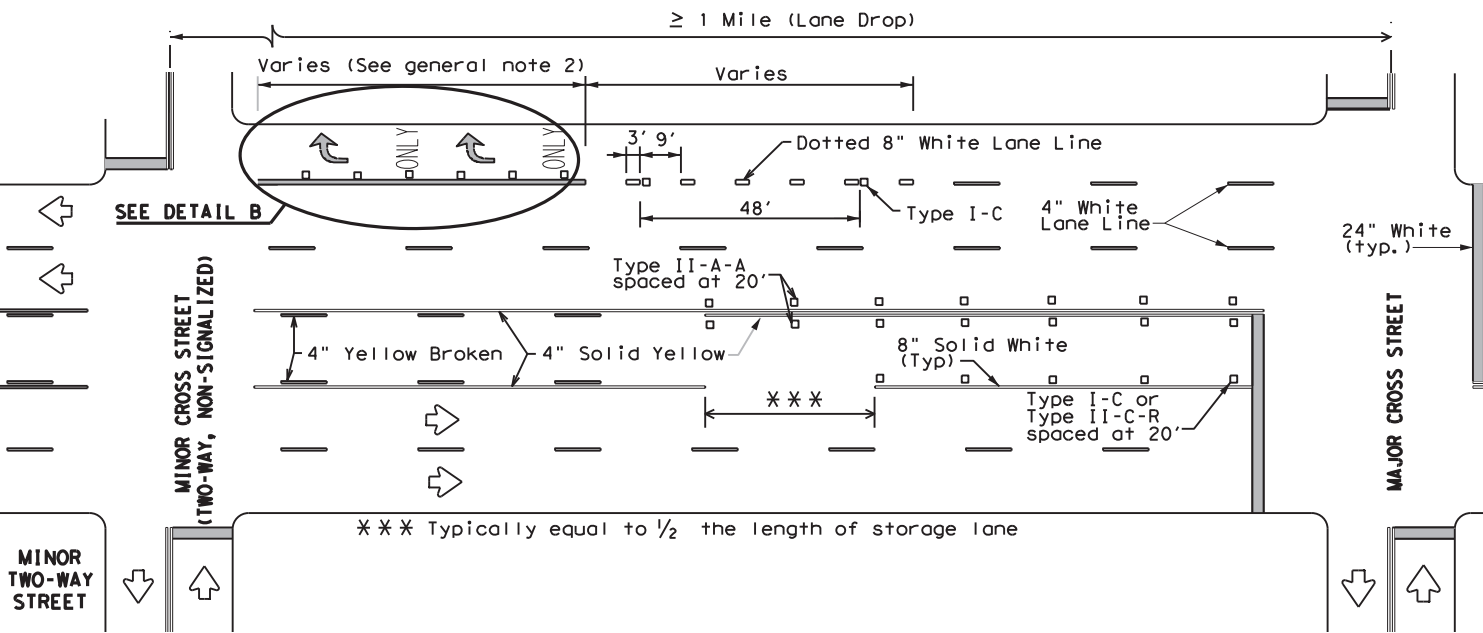 ≥ 1 Mile (Lane Drop)
Varies (See general note 2)
Varies
ONLY
ONLY
3' 9'
Dotted 8" White Lane Line
SEE DETAIL B
48'
Type I-C
4" White
Lane Line
24" White
(typ.)
Type II-A-A
spaced at 20'
MINOR CROSS STREET
(TWO-WAY, NON-SIGNALIZED)
4" Yellow Broken
4" Solid Yellow
8" Solid White
(Typ)
***
Type I-C or
Type II-C-R
spaced at 20'
MAJOR CROSS STREET
*** Typically equal to 1/2 the length of storage lane
MINOR
TWO-WAY
STREET